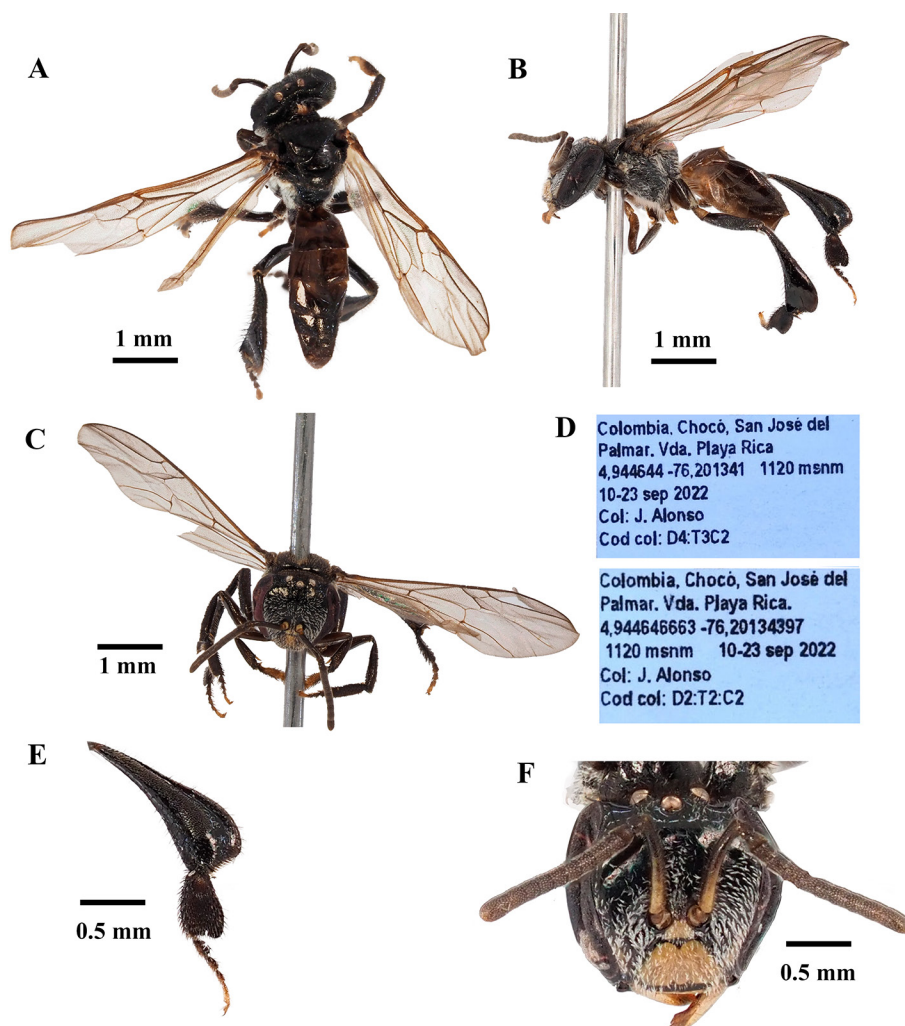 A
B
1 mm
1 mm
C
D
Colombia, Chocò, San José del
Palmar, Vda. Playa Rica
4,944644 -76,201341 1120 msnm
10-23 sep 2022
Col: J. Alonso
Cod col: D4:T3C2
Colombia, Chocò, San José del
Palmar. Vda. Playa Rica.
4,944646663 -76,20134397
1120 msnm 10-23 sep 2022
Col: J. Alonso
Cod col: D2:T2:C2
1 mm
E
F
0.5 mm
0.5 mm